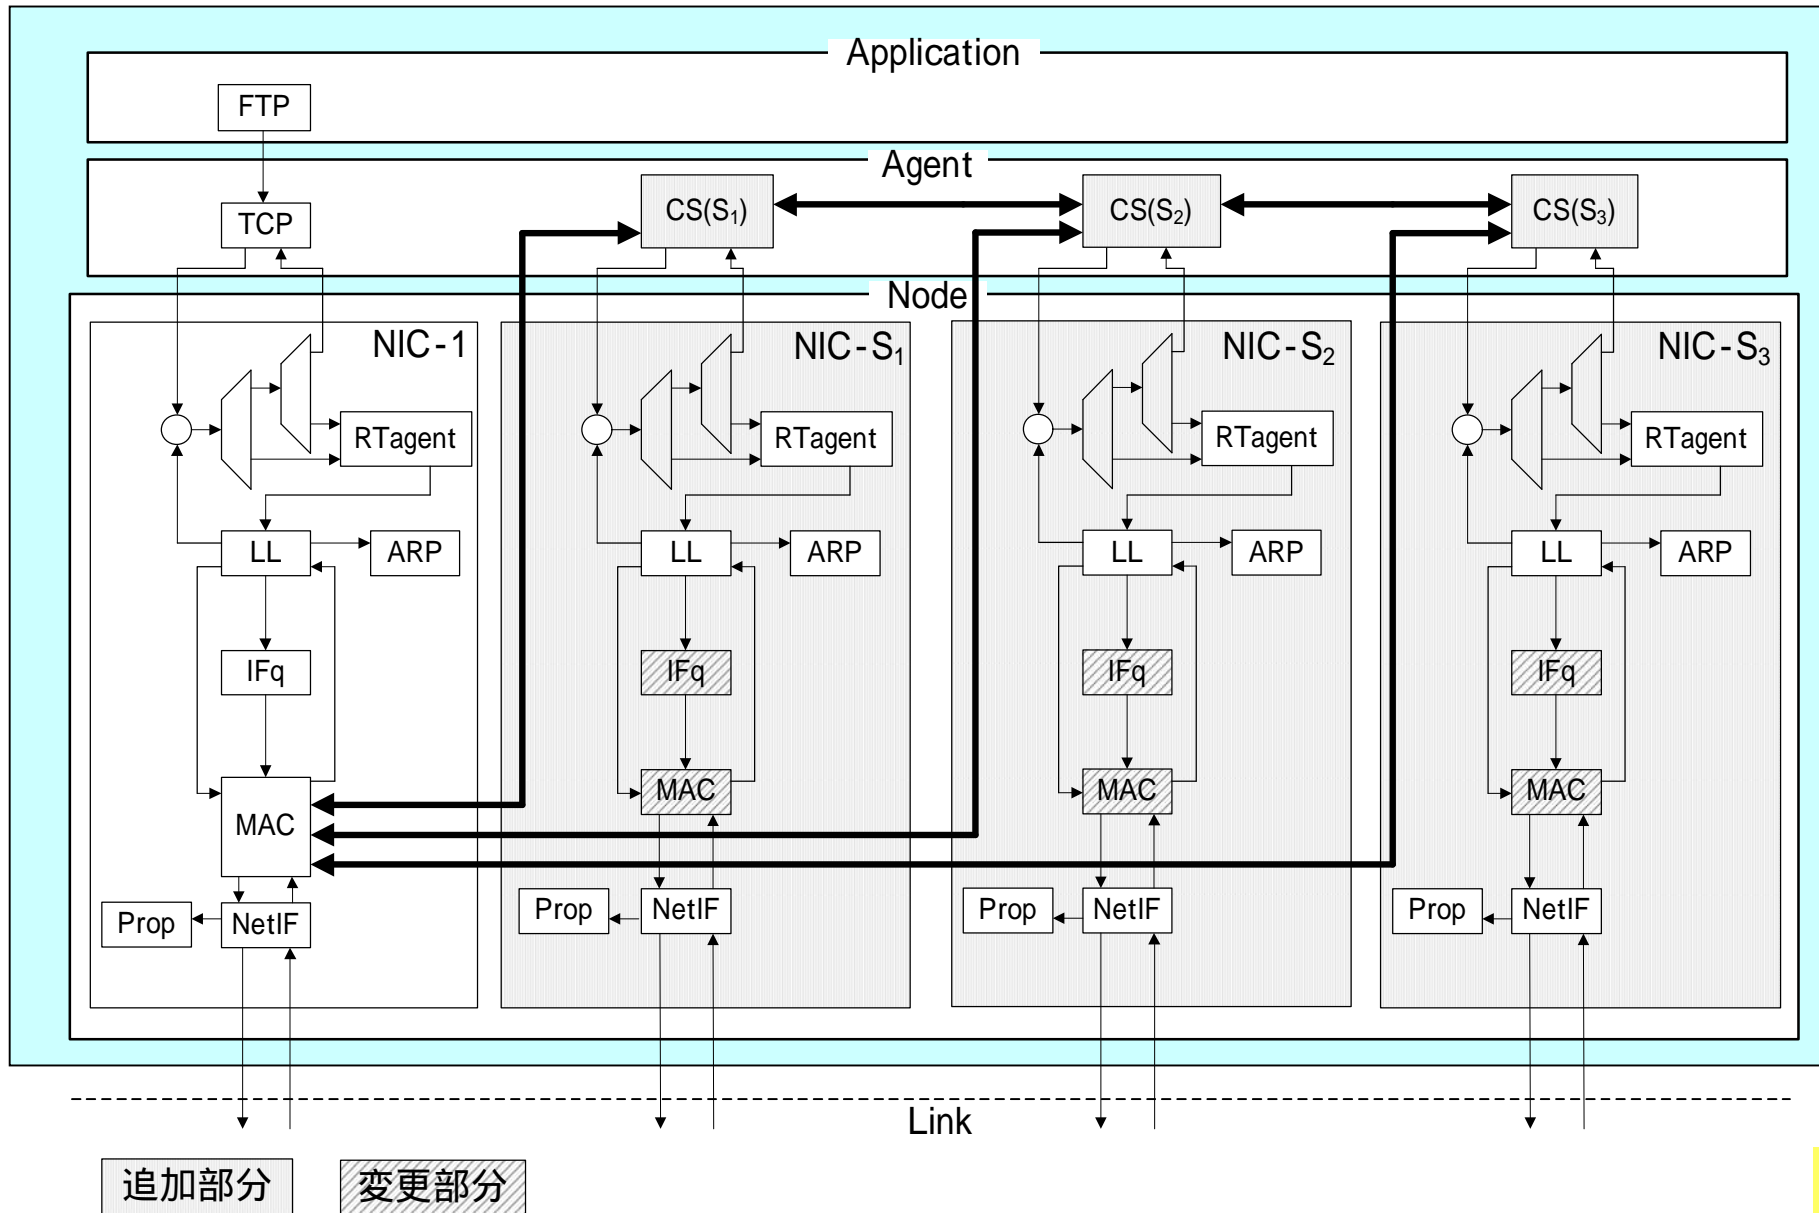 Application
FTP
Agent
TCP
CS(S₁)
CS(S₂)
CS(S₃)
Node
NIC-1
NIC-S₁
NIC-S₂
NIC-S₃
RTagent
RTagent
RTagent
RTagent
LL
ARP
LL
ARP
LL
ARP
LL
ARP
IFq
IFq
IFq
IFq
MAC
MAC
MAC
MAC
Prop
NetIF
Prop
NetIF
Prop
NetIF
Prop
NetIF
Link
追加部分
変更部分